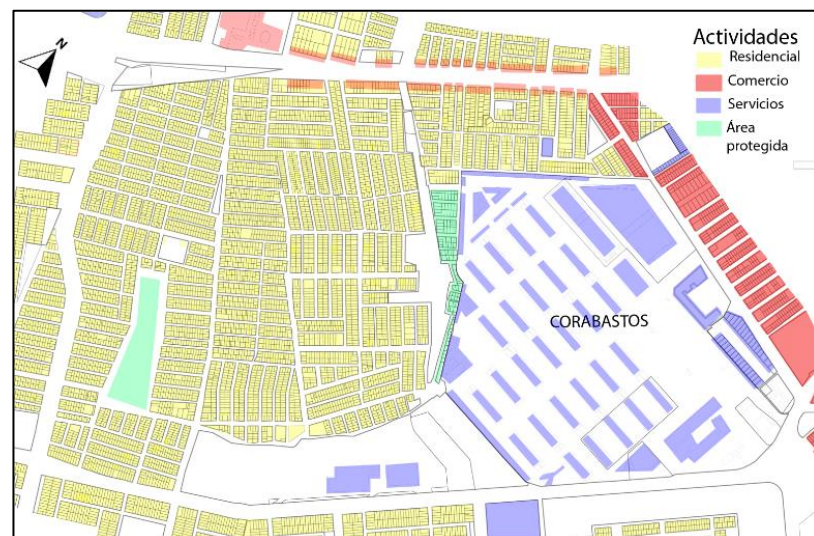 N
Actividades
Residencial
Comercio
Servicios
Área
protegida
CORABASTOS